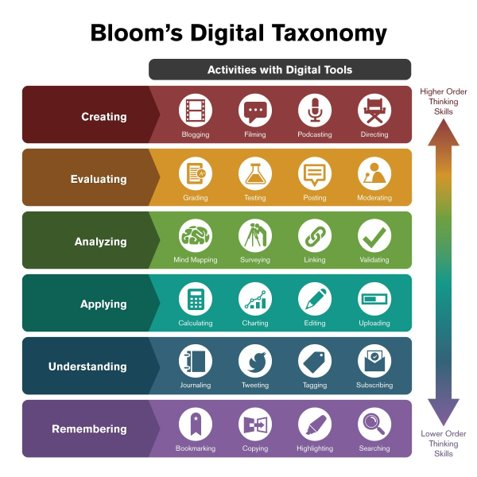 Bloom's Digital Taxonomy
Activities with Digital Tools
Higher Order
Thinking
Skills
Creating
Blogging Filming Podcasting Directing
Evaluating
Grading Testing Posting Moderating
Analyzing
Mind Mapping Surveying Linking Validating
Applying
Calculating Charting Editing Uploading
Understanding
Journaling Tweeting Tagging Subscribing
Remembering
Bookmarking Copying Highlighting Searching
Lower Order
Thinking
Skills